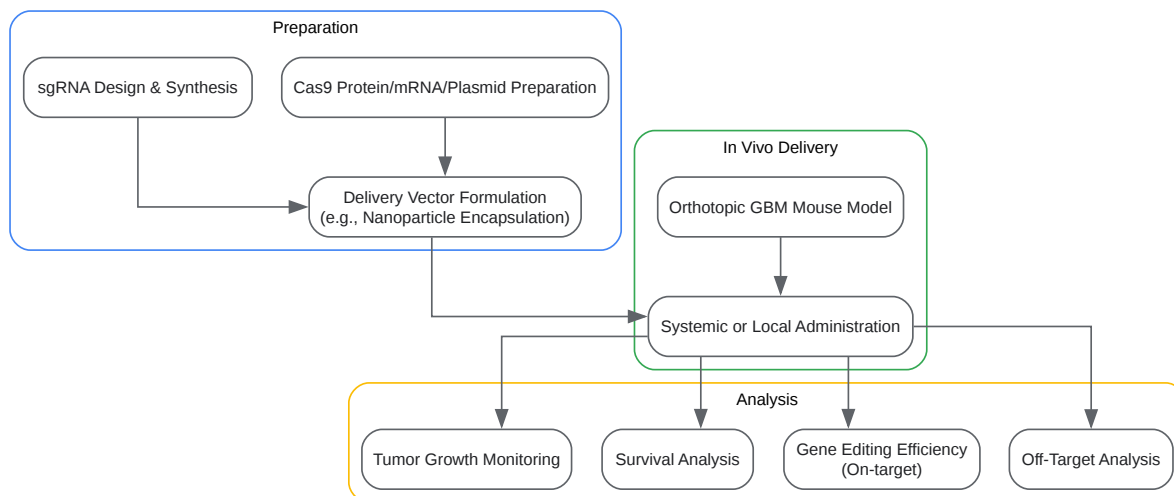 Preparation
sgRNA Design & Synthesis
Cas9 Protein/mRNA/Plasmid Preparation
Delivery Vector Formulation
(e.g., Nanoparticle Encapsulation)
In Vivo Delivery
Orthotopic GBM Mouse Model
Systemic or Local Administration
Analysis
Tumor Growth Monitoring
Survival Analysis
Gene Editing Efficiency
(On-target)
Off-Target Analysis